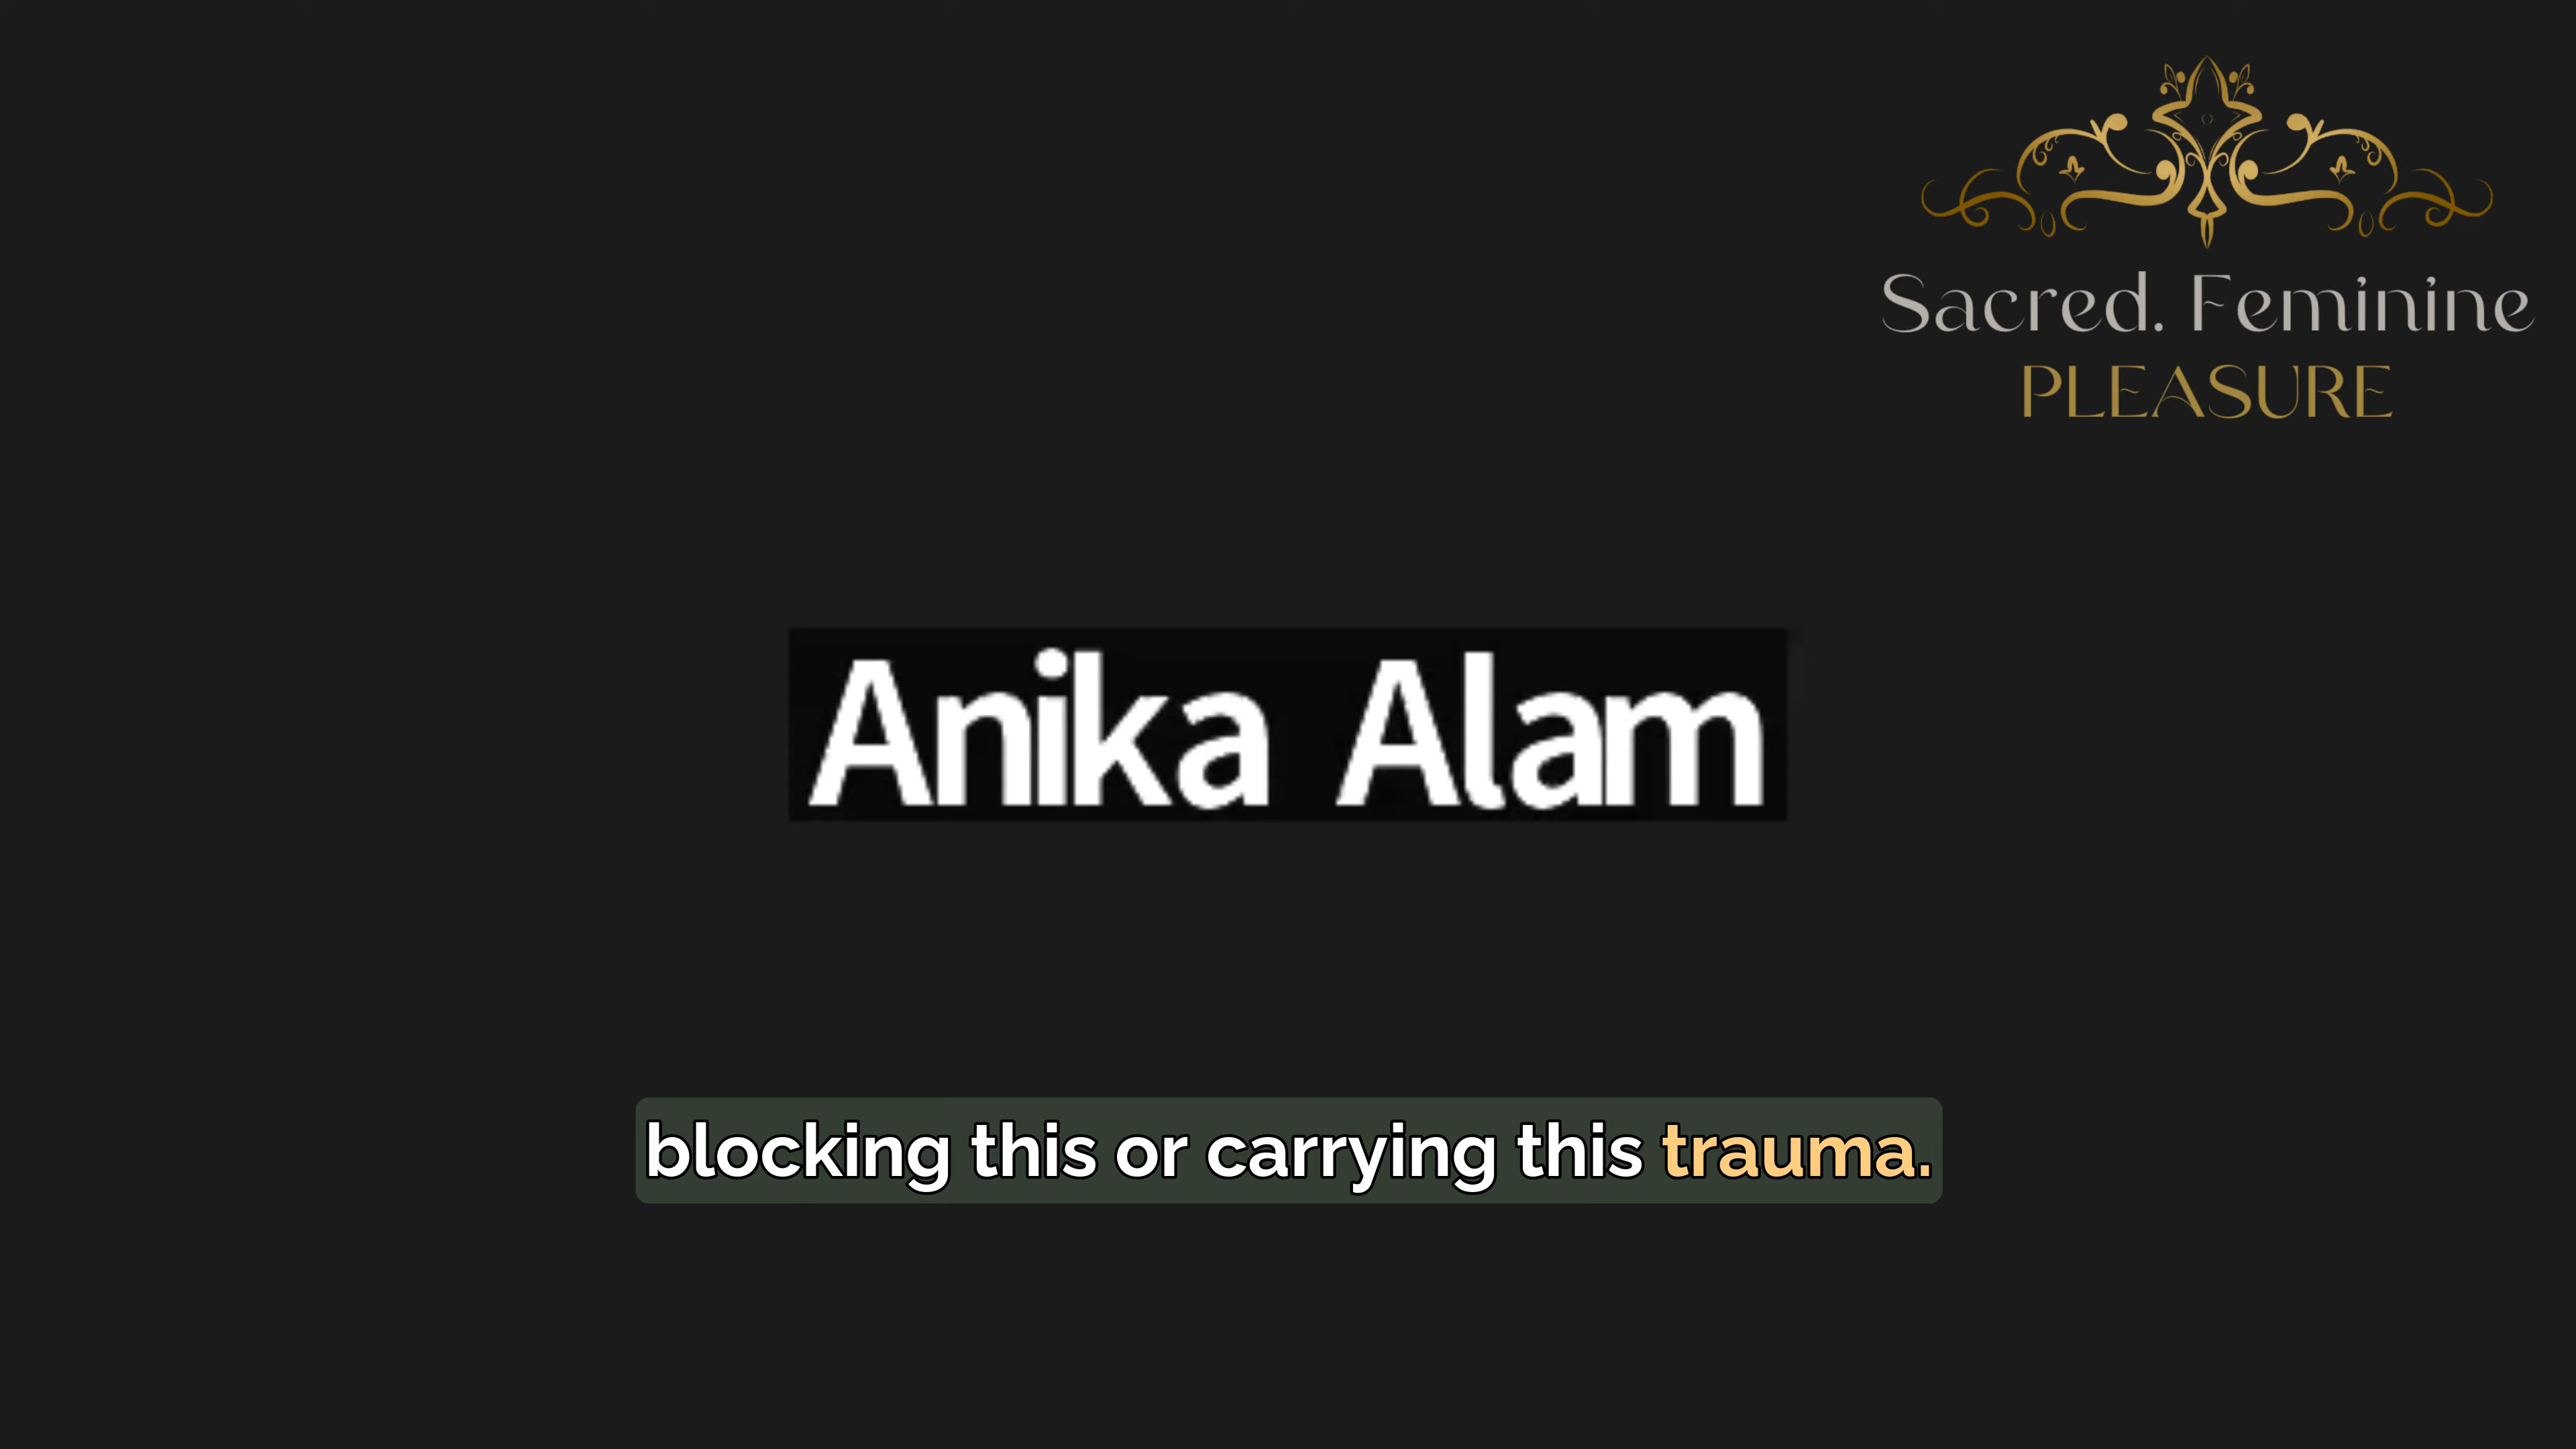 Sacred. Feminine
PLEASURE
Anika Alam
blocking this or carrying this trauma.